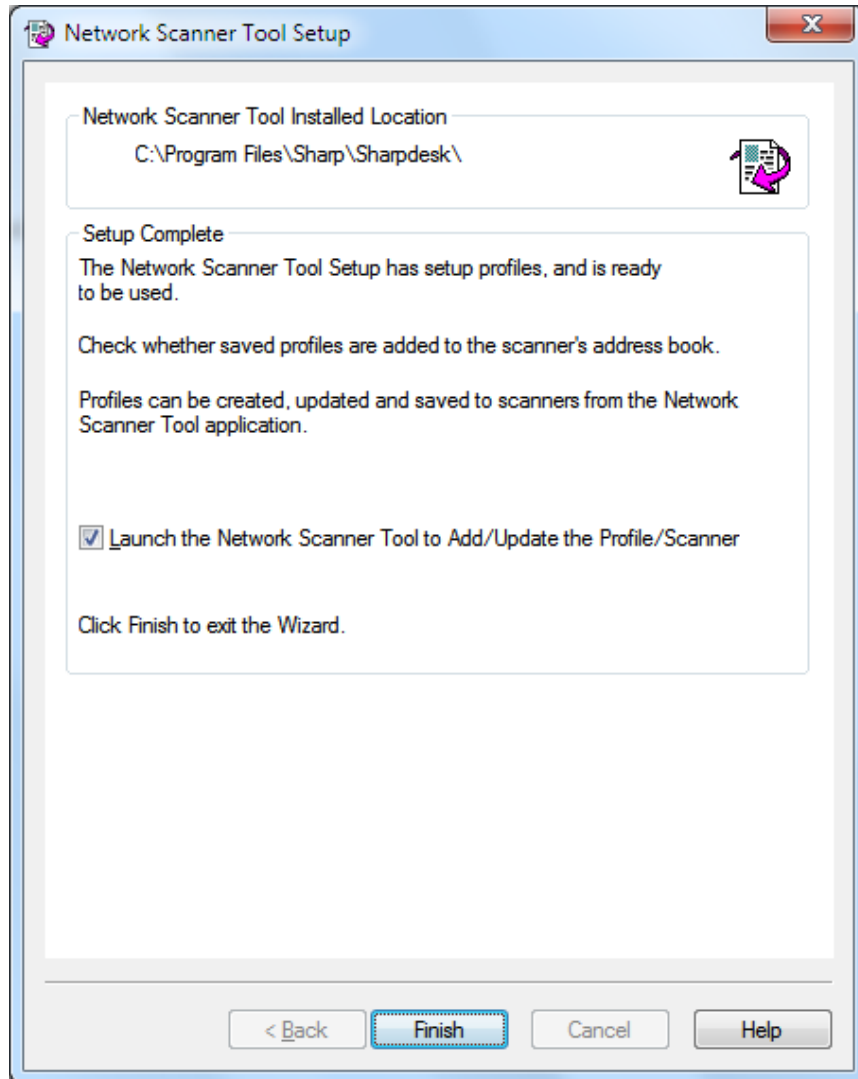 Network Scanner Tool Setup
Network Scanner Tool Installed Location
C:\Program Files\Sharp\Sharpdesk\
Setup Complete
The Network Scanner Tool Setup has setup profiles, and is ready
to be used.
Check whether saved profiles are added to the scanner's address book.
Profiles can be created, updated and saved to scanners from the Network
Scanner Tool application.
Launch the Network Scanner Tool to Add/Update the Profile/Scanner
Click Finish to exit the Wizard.
< Back Finish Cancel Help